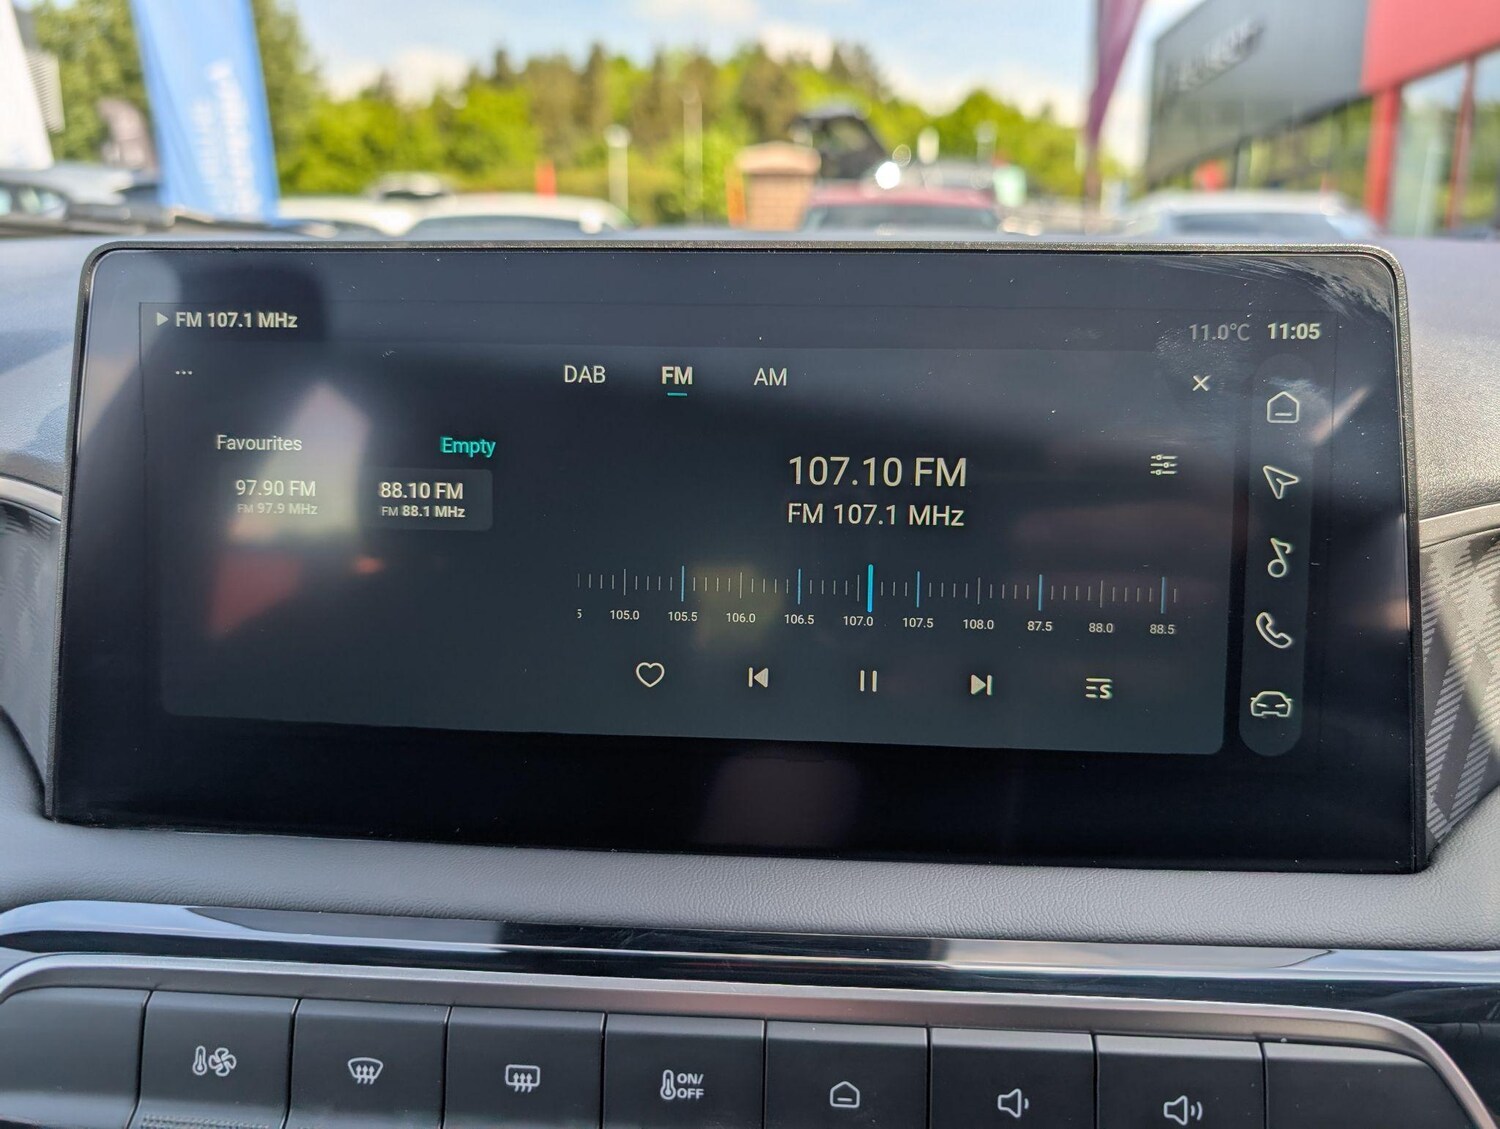 FM 107.1 MHz
11.0°C 11:05
...
DAB FM AM
Favourites Empty
97.90 FM
FM 97.9 MHz
88.10 FM
FM 88.1 MHz
107.10 FM
FM 107.1 MHz
5 105.0 105.5 106.0 106.5 107.0 107.5 108.0 87.5 88.0 88.5
S
ON/
OFF